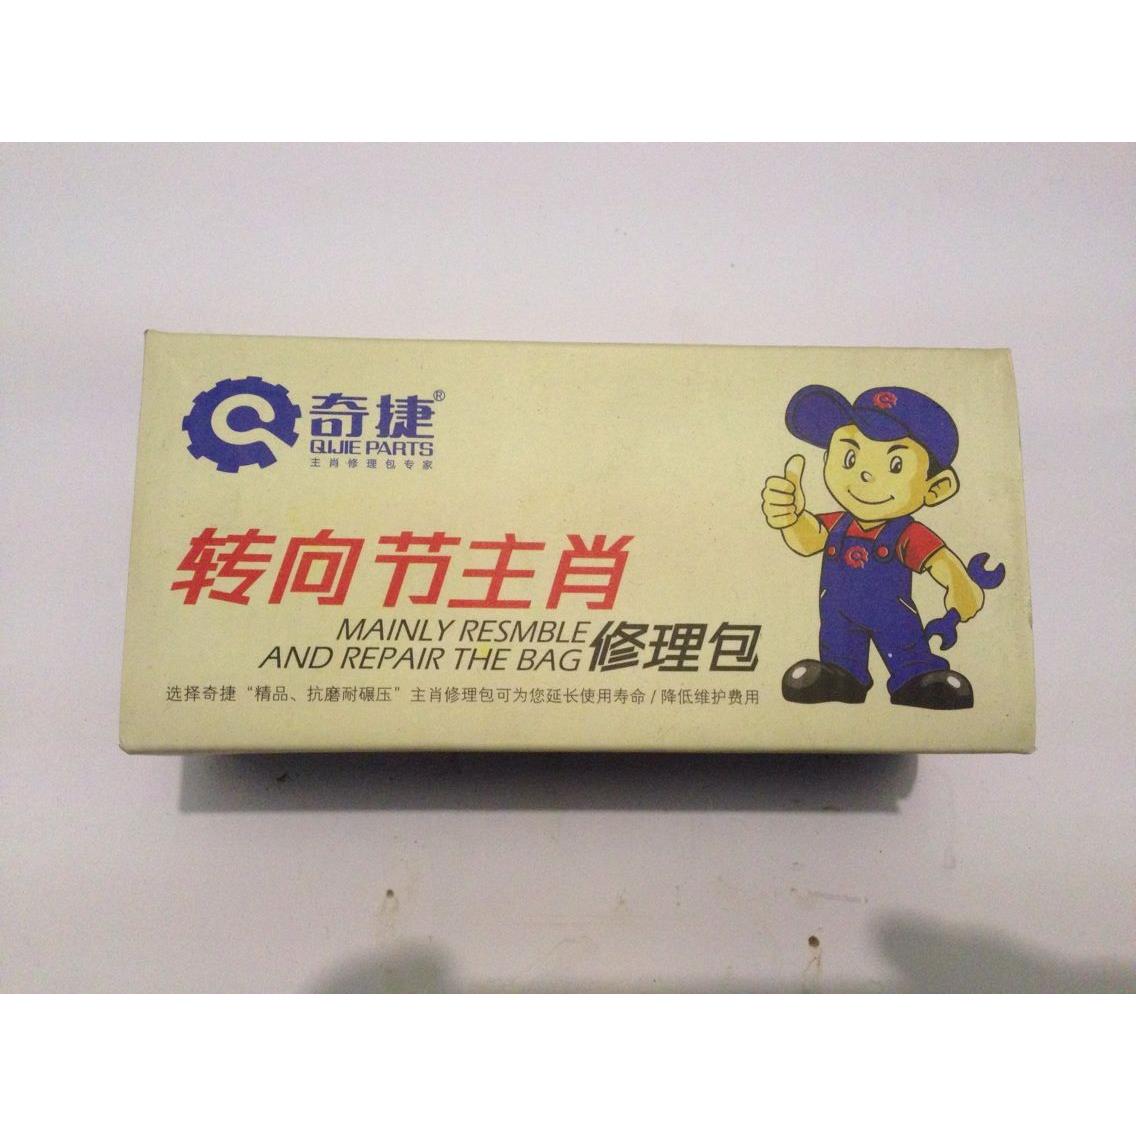 奇捷®
QIJIE PARTS
主肖修理包专家
转向节主肖
MAINLY RESMBLE
AND REPAIR THE BAG 修理包
选择奇捷“精品、抗磨耐碾压”主肖修理包可为您延长使用寿命/降低维护费用